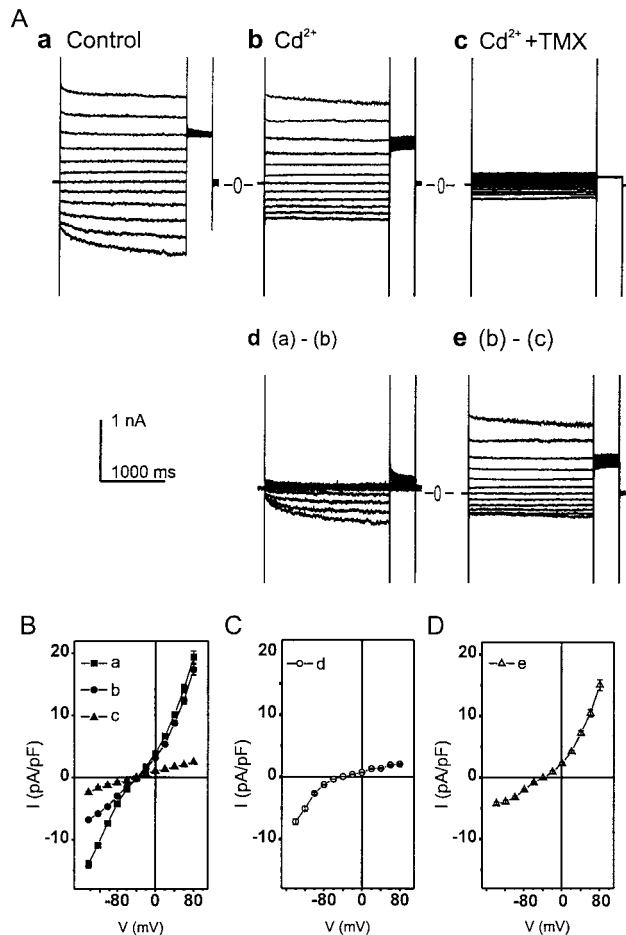 A
a Control
b Cd²⁺
c Cd²⁺+TMX
–0–
–0–
d (a) - (b)
e (b) - (c)
1 nA
1000 ms
–0–
B
C
D
20
10
0
-10
I (pA/pF)
a
b
c
-80 0 80
V (mV)
20
10
0
-10
I (pA/pF)
d
-80 0 80
V (mV)
20
10
0
-10
I (pA/pF)
e
-80 0 80
V (mV)